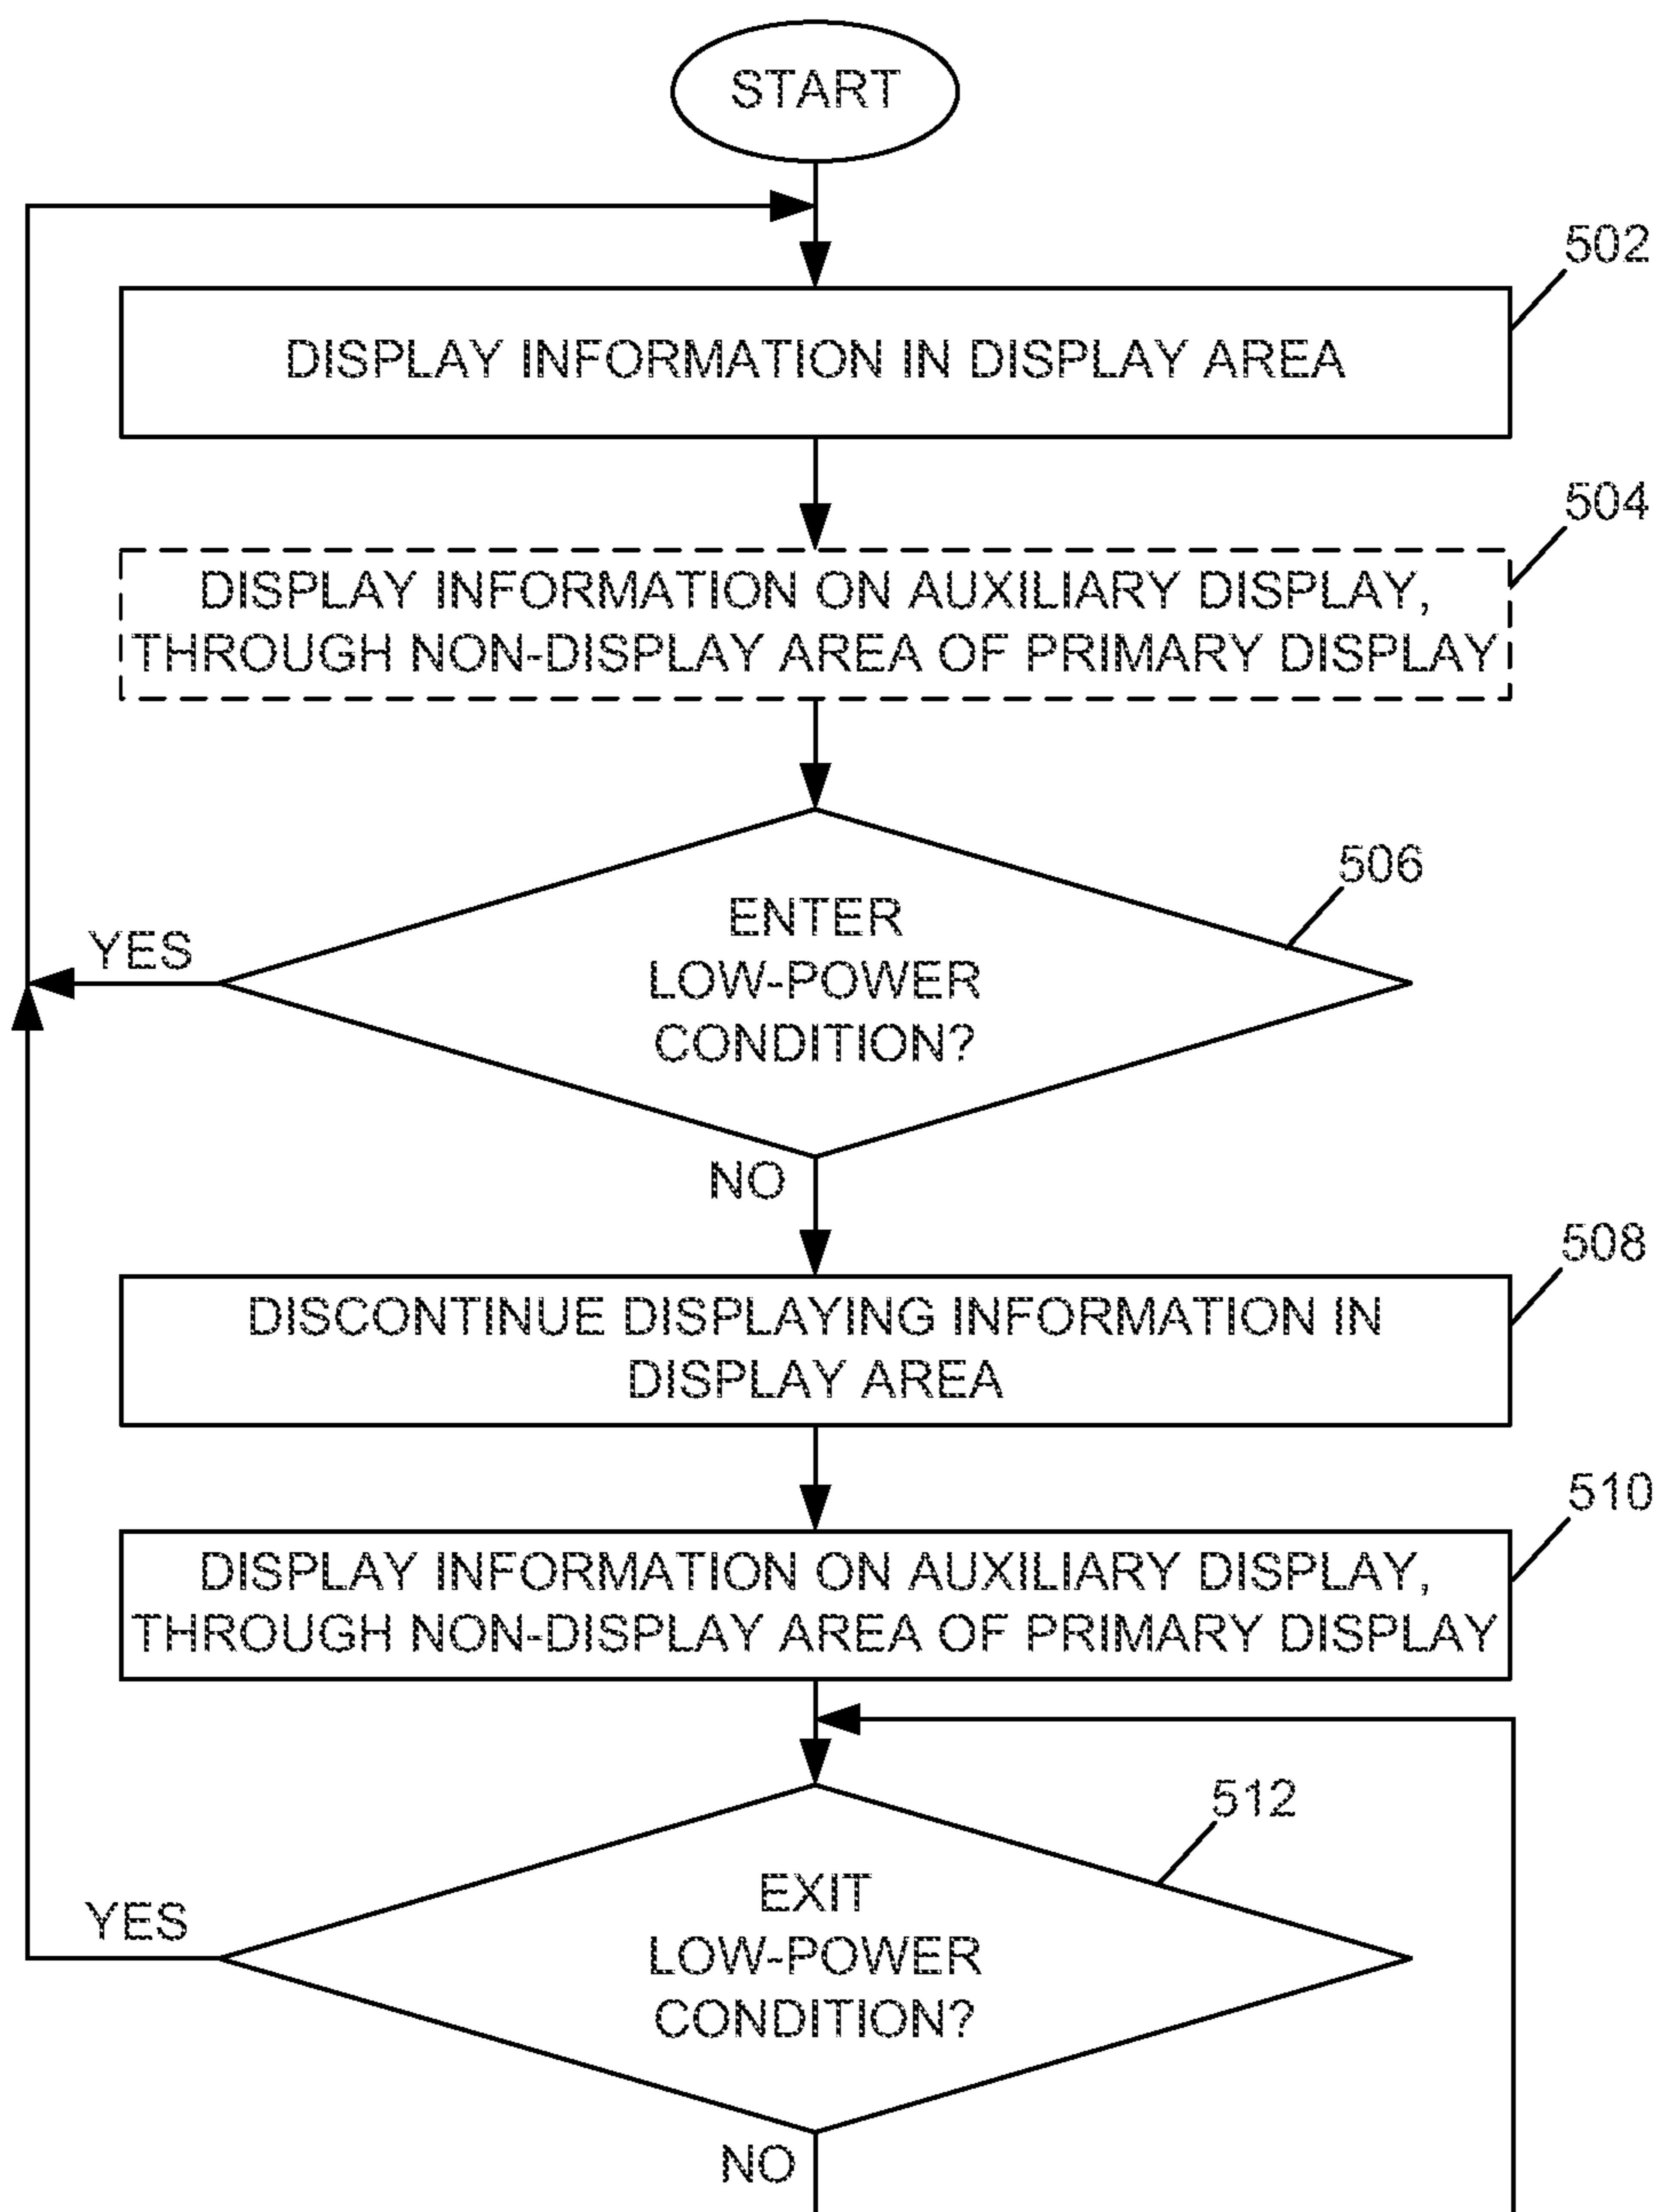 START
502
DISPLAY INFORMATION IN DISPLAY AREA
504
DISPLAY INFORMATION ON AUXILIARY DISPLAY,
THROUGH NON-DISPLAY AREA OF PRIMARY DISPLAY
506
ENTER
LOW-POWER
CONDITION?
YES
NO
508
DISCONTINUE DISPLAYING INFORMATION IN
DISPLAY AREA
510
DISPLAY INFORMATION ON AUXILIARY DISPLAY,
THROUGH NON-DISPLAY AREA OF PRIMARY DISPLAY
512
EXIT
LOW-POWER
CONDITION?
YES
NO